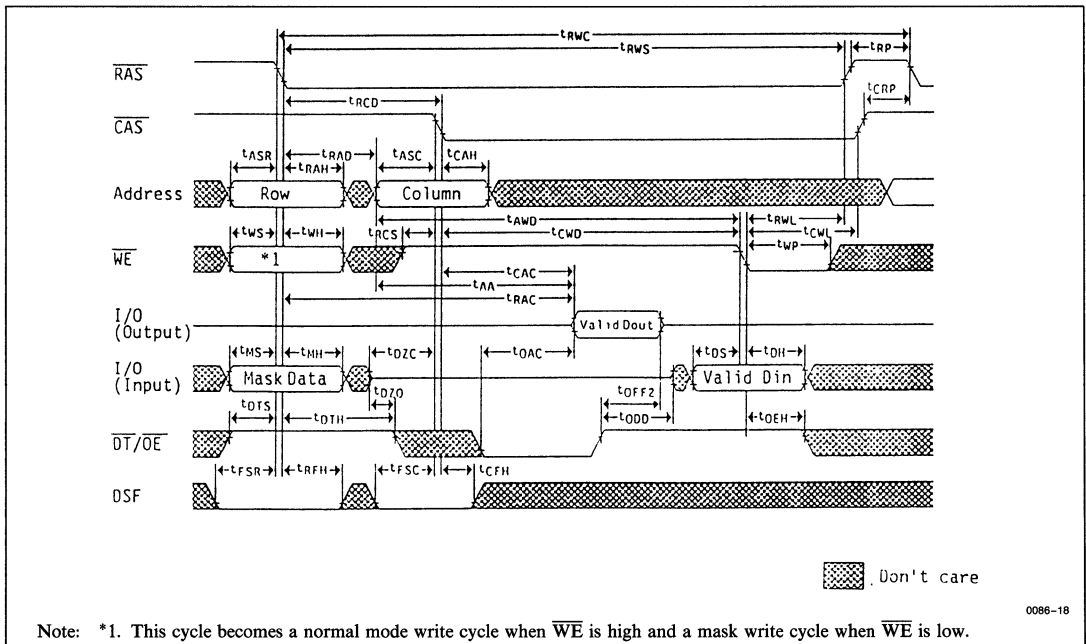 tRWC
tRWS
tRP
RAS
tRCD
tCRP
CAS
tASR
tRAD
tASC
tCAH
tRAH
Address
Row
Column
tAWD
tRWL
tWS
tWH
tRCS
tCWD
tCWL
tWP
WE
*1
tCAC
tAA
tRAC
I/O
(Output)
Valid Dout
tMS
tMH
tDZC
tOAC
tDS
tDH
I/O
(Input)
Mask Data
Valid Din
tDZO
tOFF2
tDTS
tDTH
tODD
tOEH
DT/OE
tFSR
tRFH
tFSC
tCFH
DSF
Don't care
0086-18
Note: *1. This cycle becomes a normal mode write cycle when WE is high and a mask write cycle when WE is low.